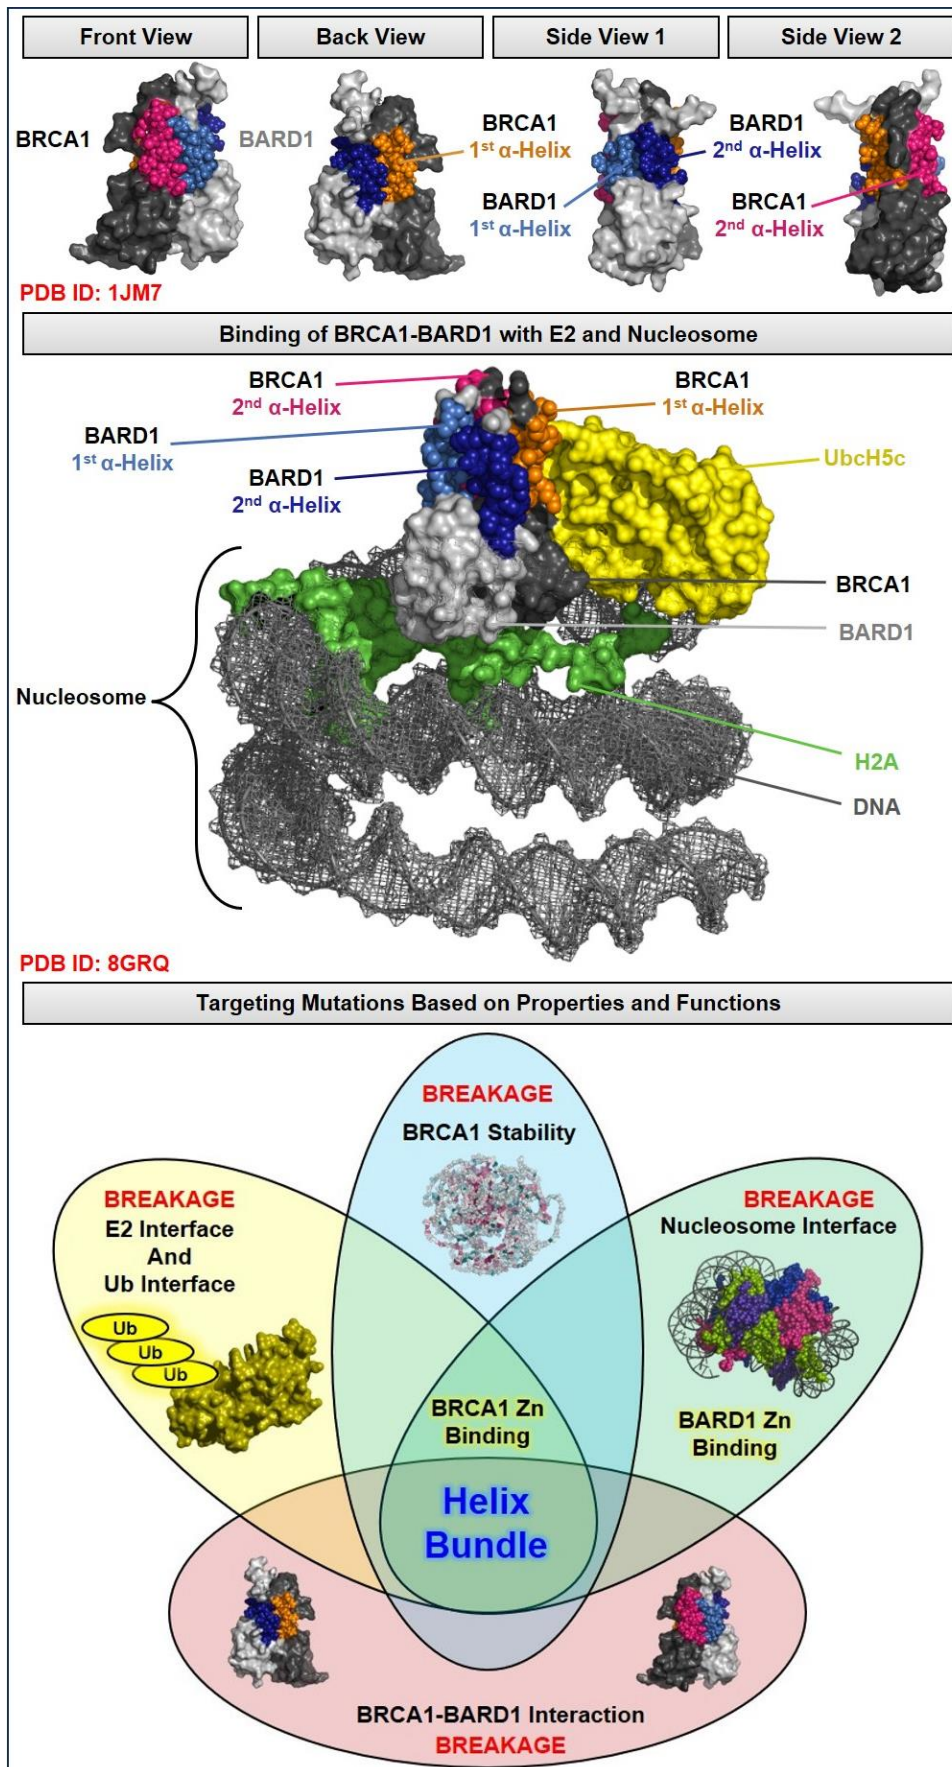 Front View
Back View
Side View 1
Side View 2
BRCA1
BARD1
BRCA1
1st α-Helix
BARD1
1st α-Helix
BARD1
2nd α-Helix
BRCA1
2nd α-Helix
PDB ID: 1JM7
Binding of BRCA1-BARD1 with E2 and Nucleosome
BRCA1
2nd α-Helix
BRCA1
1st α-Helix
BARD1
1st α-Helix
UbcH5c
BARD1
2nd α-Helix
BRCA1
BARD1
Nucleosome
H2A
DNA
PDB ID: 8GRQ
Targeting Mutations Based on Properties and Functions
BREAKAGE
BRCA1 Stability
BREAKAGE
E2 Interface
And
Ub Interface
BREAKAGE
Nucleosome Interface
Ub
Ub
Ub
BRCA1 Zn
Binding
BARD1 Zn
Binding
Helix
Bundle
BRCA1-BARD1 Interaction
BREAKAGE